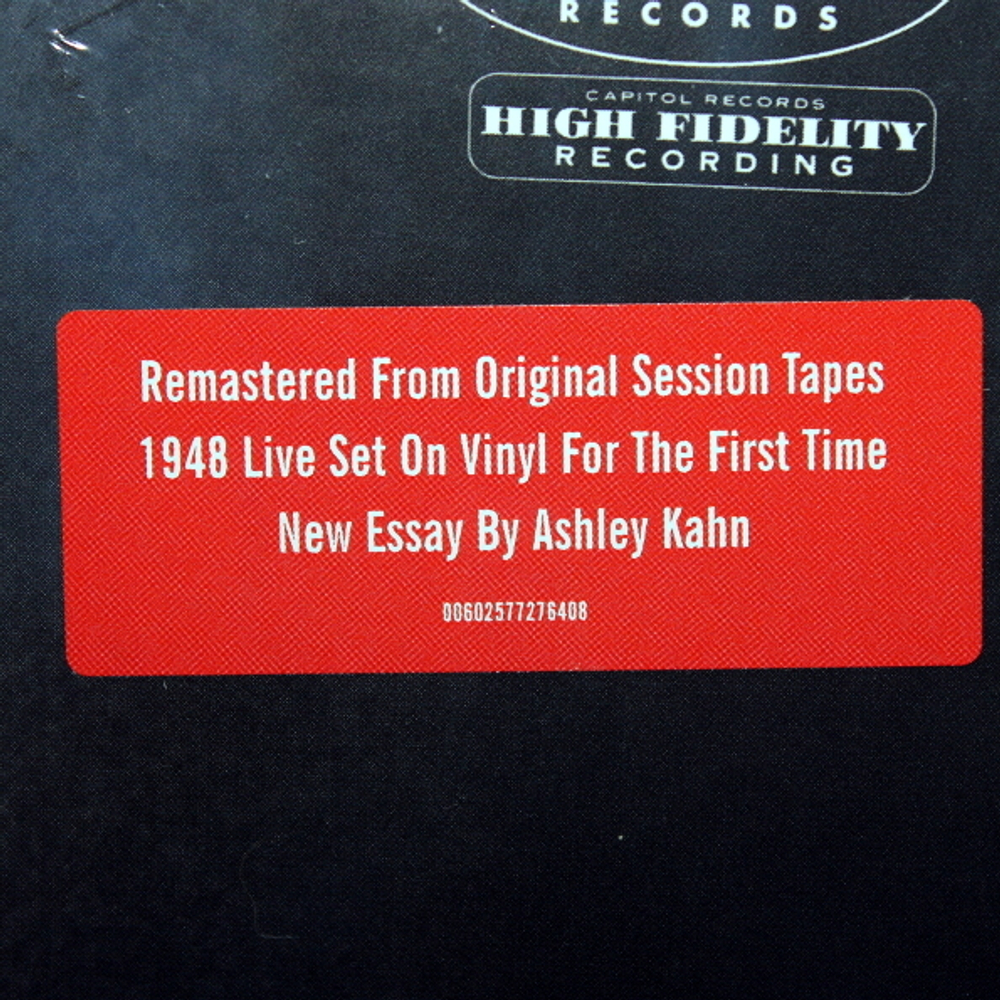 RECORDS
CAPITOL RECORDS
HIGH FIDELITY
RECORDING
Remastered From Original Session Tapes
1948 Live Set On Vinyl For The First Time
New Essay By Ashley Kahn
00602577276408